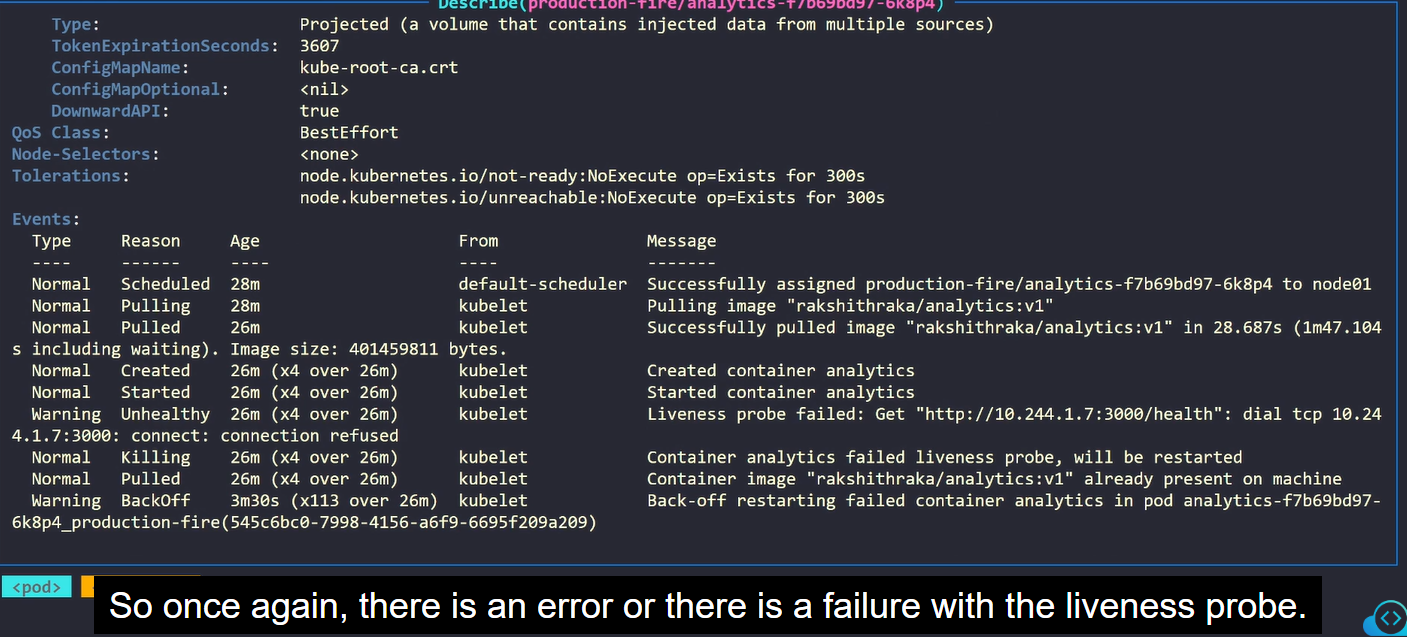 Describe(production-fire/analytics-f7b69bd97-6k8p4)
Type: Projected (a volume that contains injected data from multiple sources)
TokenExpirationSeconds: 3607
ConfigMapName: kube-root-ca.crt
ConfigMapOptional: <nil>
DownwardAPI: true
QoS Class: BestEffort
Node-Selectors: <none>
Tolerations: node.kubernetes.io/not-ready:NoExecute op=Exists for 300s
node.kubernetes.io/unreachable:NoExecute op=Exists for 300s
Events:
Type Reason Age From Message
---- ------ ---- ---- -------
Normal Scheduled 28m default-scheduler Successfully assigned production-fire/analytics-f7b69bd97-6k8p4 to node01
Normal Pulling 28m kubelet Pulling image "rakshithraka/analytics:v1"
Normal Pulled 26m kubelet Successfully pulled image "rakshithraka/analytics:v1" in 28.687s (1m47.104
s including waiting). Image size: 401459811 bytes.
Normal Created 26m (x4 over 26m) kubelet Created container analytics
Normal Started 26m (x4 over 26m) kubelet Started container analytics
Warning Unhealthy 26m (x4 over 26m) kubelet Liveness probe failed: Get "http://10.244.1.7:3000/health": dial tcp 10.24
4.1.7:3000: connect: connection refused
Normal Killing 26m (x4 over 26m) kubelet Container analytics failed liveness probe, will be restarted
Normal Pulled 26m (x4 over 26m) kubelet Container image "rakshithraka/analytics:v1" already present on machine
Warning BackOff 3m30s (x113 over 26m) kubelet Back-off restarting failed container analytics in pod analytics-f7b69bd97-
6k8p4_production-fire(545c6bc0-7998-4156-a6f9-6695f209a209)
<pod>
So once again, there is an error or there is a failure with the liveness probe.